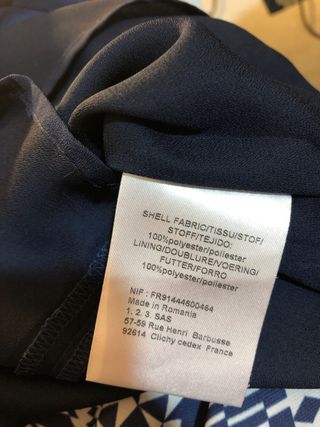 SHELL FABRIC/TISSU/STOF/
STOFF/TEJIDO:
100%polyester/poliester
LINING/DOUBLURE/VOERING/
FUTTER/FORRO
100%polyester/poliester
NIF : FR91444600464
Made in Romania
1. 2. 3. SAS
57-59 Rue Henri Barbusse
92614 Clichy cedex France